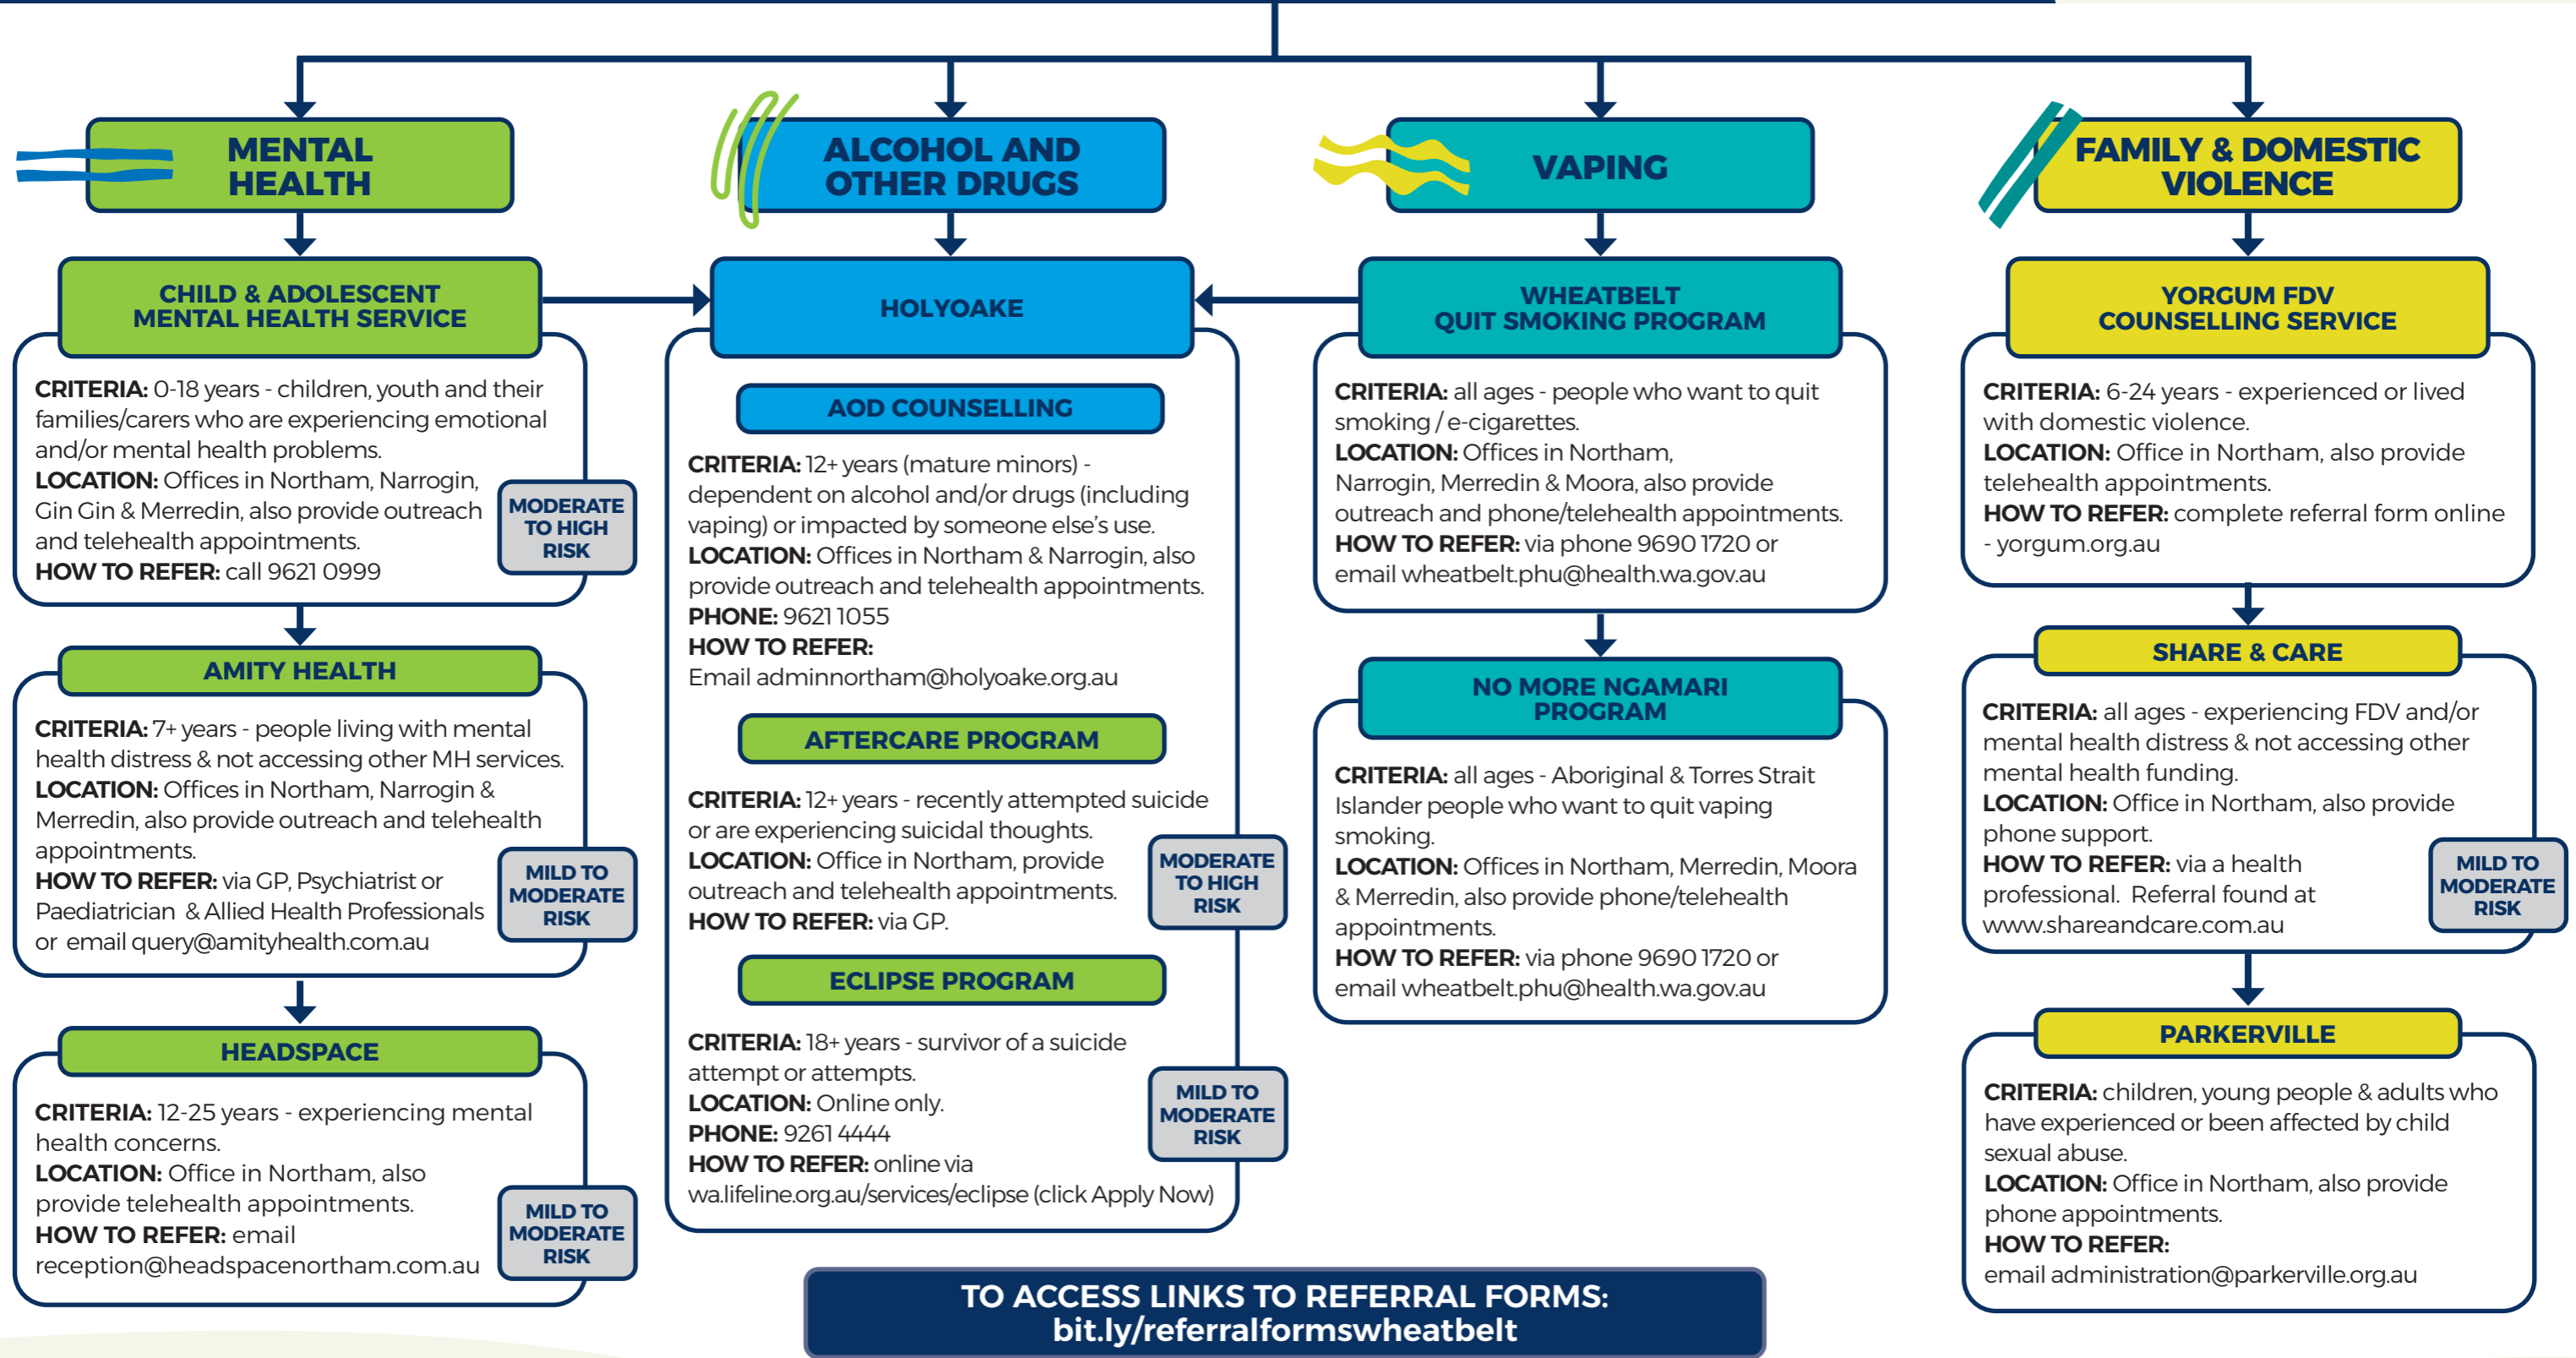 MENTAL
HEALTH
CHILD & ADOLESCENT
MENTAL HEALTH SERVICE
CRITERIA: 0-18 years - children, youth and their
families/carers who are experiencing emotional
and/or mental health problems.
LOCATION: Offices in Northam, Narrogin,
Gin Gin & Merredin, also provide outreach
and telehealth appointments.
HOW TO REFER: call 9621 0999
MODERATE
TO HIGH
RISK
AMITY HEALTH
CRITERIA: 7+ years - people living with mental
health distress & not accessing other MH services.
LOCATION: Offices in Northam, Narrogin &
Merredin, also provide outreach and telehealth
appointments.
HOW TO REFER: via GP, Psychiatrist or
Paediatrician & Allied Health Professionals
or email query@amityhealth.com.au
MILD TO
MODERATE
RISK
HEADSPACE
CRITERIA: 12-25 years - experiencing mental
health concerns.
LOCATION: Office in Northam, also
provide telehealth appointments.
HOW TO REFER: email
reception@headspacenortham.com.au
MILD TO
MODERATE
RISK
ALCOHOL AND
OTHER DRUGS
HOLYOAKE
AOD COUNSELLING
CRITERIA: 12+ years (mature minors) -
dependent on alcohol and/or drugs (including
vaping) or impacted by someone else's use.
LOCATION: Offices in Northam & Narrogin, also
provide outreach and telehealth appointments.
PHONE: 9621 1055
HOW TO REFER:
Email adminnortham@holyoake.org.au
AFTERCARE PROGRAM
CRITERIA: 12+ years - recently attempted suicide
or are experiencing suicidal thoughts.
LOCATION: Office in Northam, provide
outreach and telehealth appointments.
HOW TO REFER: via GP.
MODERATE
TO HIGH
RISK
ECLIPSE PROGRAM
CRITERIA: 18+ years - survivor of a suicide
attempt or attempts.
LOCATION: Online only.
PHONE: 9261 4444
HOW TO REFER: online via
wa.lifeline.org.au/services/eclipse (click Apply Now)
MILD TO
MODERATE
RISK
VAPING
WHEATBELT
QUIT SMOKING PROGRAM
CRITERIA: all ages - people who want to quit
smoking / e-cigarettes.
LOCATION: Offices in Northam,
Narrogin, Merredin & Moora, also provide
outreach and phone/telehealth appointments.
HOW TO REFER: via phone 9690 1720 or
email wheatbelt.phu@health.wa.gov.au
NO MORE NGAMARI
PROGRAM
CRITERIA: all ages - Aboriginal & Torres Strait
Islander people who want to quit vaping
smoking.
LOCATION: Offices in Northam, Merredin, Moora
& Merredin, also provide phone/telehealth
appointments.
HOW TO REFER: via phone 9690 1720 or
email wheatbelt.phu@health.wa.gov.au
FAMILY & DOMESTIC
VIOLENCE
YORGUM FDV
COUNSELLING SERVICE
CRITERIA: 6-24 years - experienced or lived
with domestic violence.
LOCATION: Office in Northam, also provide
telehealth appointments.
HOW TO REFER: complete referral form online
- yorgum.org.au
SHARE & CARE
CRITERIA: all ages - experiencing FDV and/or
mental health distress & not accessing other
mental health funding.
LOCATION: Office in Northam, also provide
phone support.
HOW TO REFER: via a health
professional. Referral found at
www.shareandcare.com.au
MILD TO
MODERATE
RISK
PARKERVILLE
CRITERIA: children, young people & adults who
have experienced or been affected by child
sexual abuse.
LOCATION: Office in Northam, also provide
phone appointments.
HOW TO REFER:
email administration@parkerville.org.au
TO ACCESS LINKS TO REFERRAL FORMS:
bit.ly/referralformswheatbelt